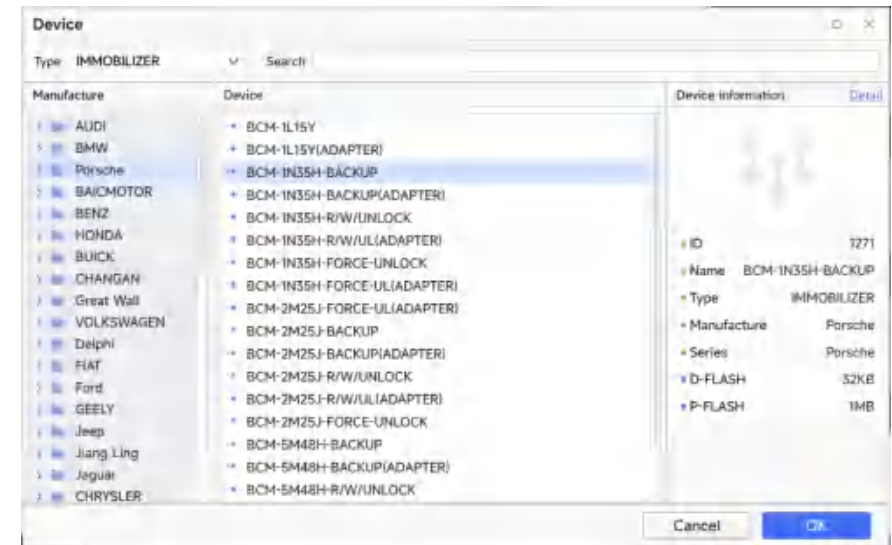 Device
Type IMMOBILIZER Search
Manufacture
AUDI
BMW
Porsche
BAICMOTOR
BENZ
HONDA
BUICK
CHANGAN
Great Wall
VOLKSWAGEN
Delphi
FIAT
Ford
GEELY
Jeep
Jiang Ling
Jaguar
CHRYSLER
Device
BCM-1L15Y
BCM-1L15Y(ADAPTER)
BCM-1N35H-BACKUP
BCM-1N35H-BACKUP(ADAPTER)
BCM-1N35H-R/W/UNLOCK
BCM-1N35H-R/W/UL(ADAPTER)
BCM-1N35H-FORCE-UNLOCK
BCM-1N35H-FORCE-UL(ADAPTER)
BCM-2M25J-FORCE-UL(ADAPTER)
BCM-2M25J-BACKUP
BCM-2M25J-BACKUP(ADAPTER)
BCM-2M25J-R/W/UNLOCK
BCM-2M25J-R/W/UL(ADAPTER)
BCM-2M25J-FORCE-UNLOCK
BCM-5M48H-BACKUP
BCM-5M48H-BACKUP(ADAPTER)
BCM-5M48H-R/W/UNLOCK
Device information Detail
ID 1271
Name BCM-1N35H-BACKUP
Type IMMOBILIZER
Manufacture Porsche
Series Porsche
D-FLASH 32KB
P-FLASH 1MB
Cancel OK